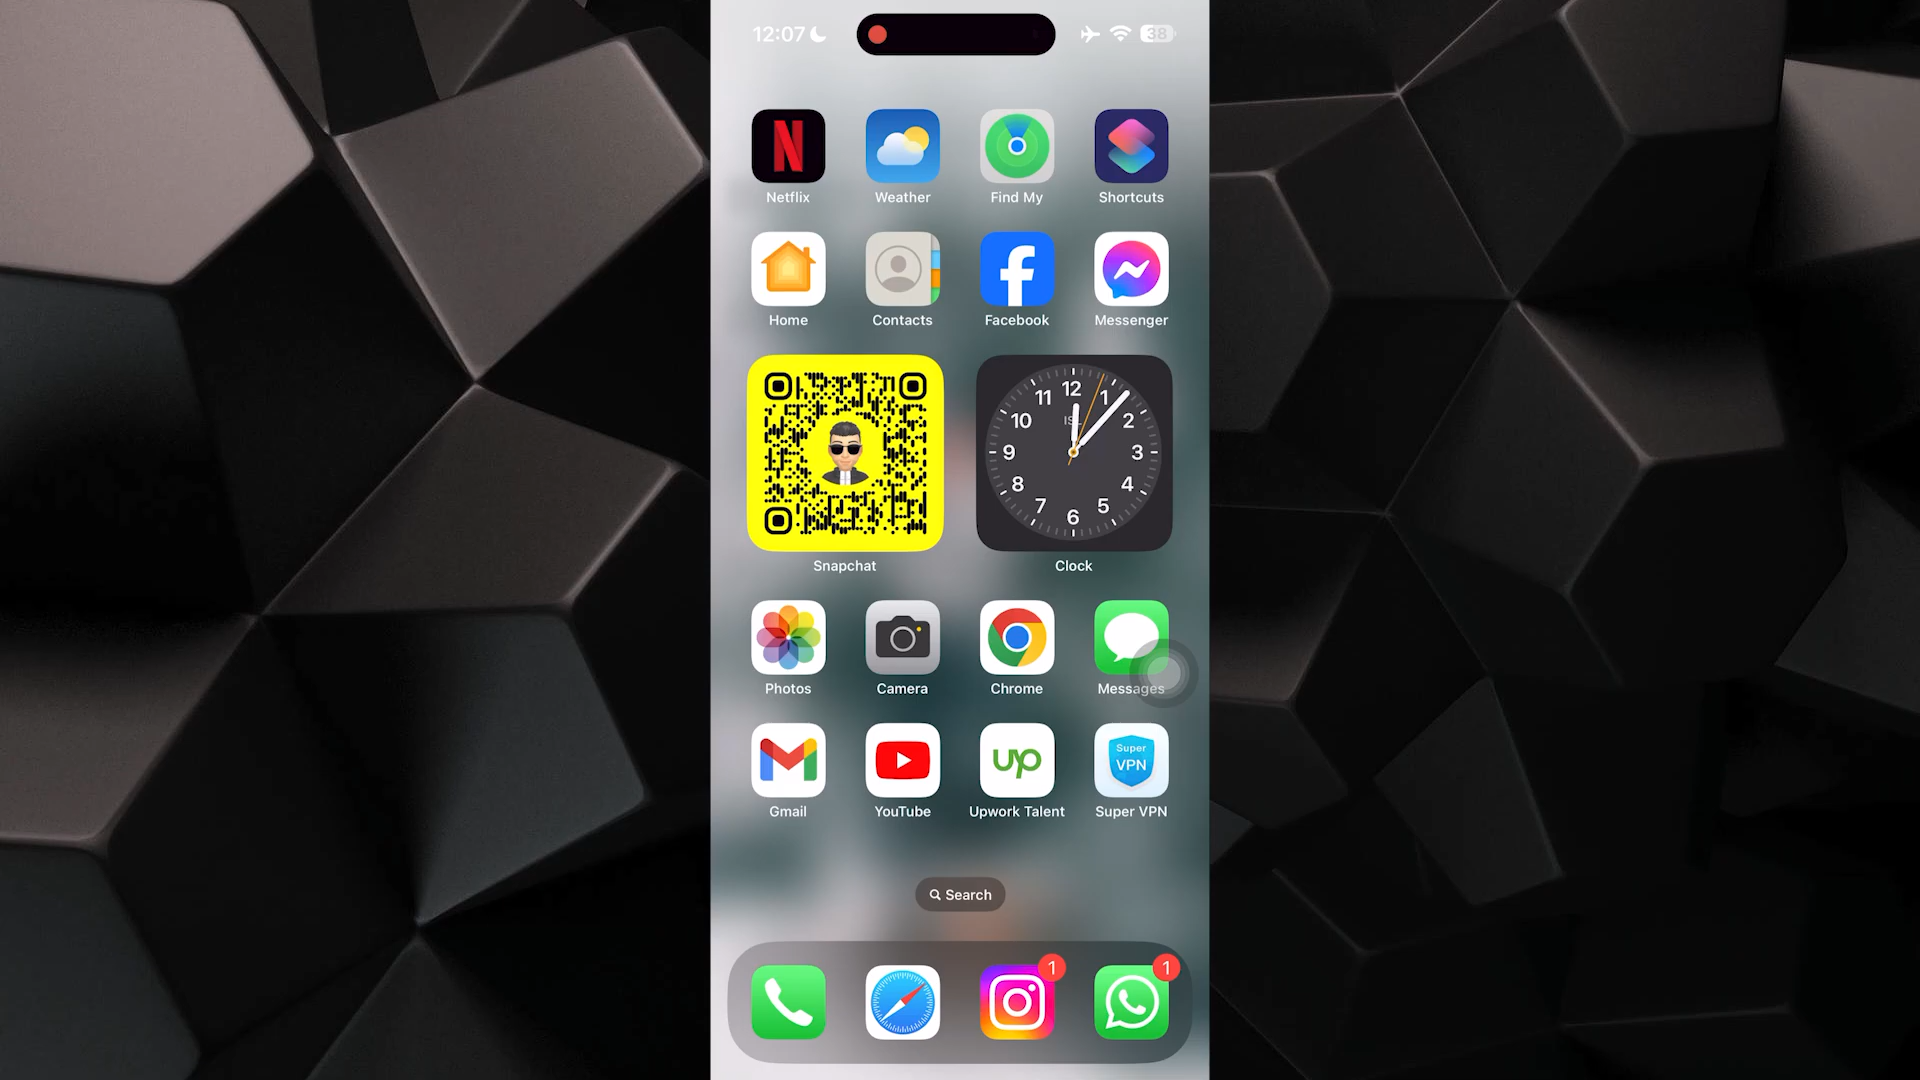 12:07
38
N
Netflix
Weather
Find My
Shortcuts
Home
Contacts
Facebook
Messenger
12
1
2
3
4
5
6
7
8
9
10
11
Snapchat
Clock
Photos
Camera
Chrome
Messages
up
Super
VPN
Gmail
YouTube
Upwork Talent
Super VPN
Search
1
1